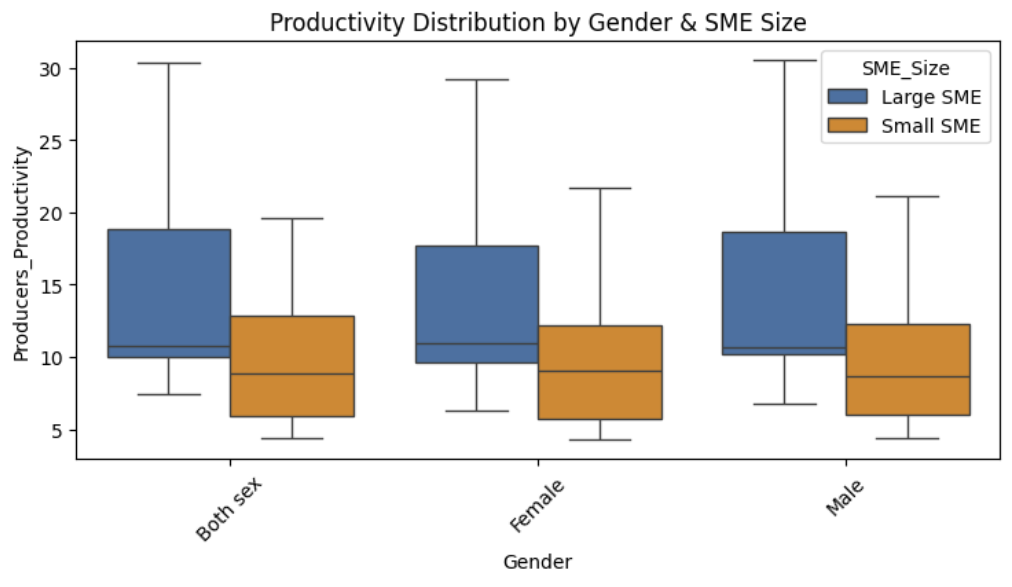 Productivity Distribution by Gender & SME Size
SME_Size
Large SME
Small SME
Producers_Productivity
30
25
20
15
10
5
Both sex
Female
Male
Gender